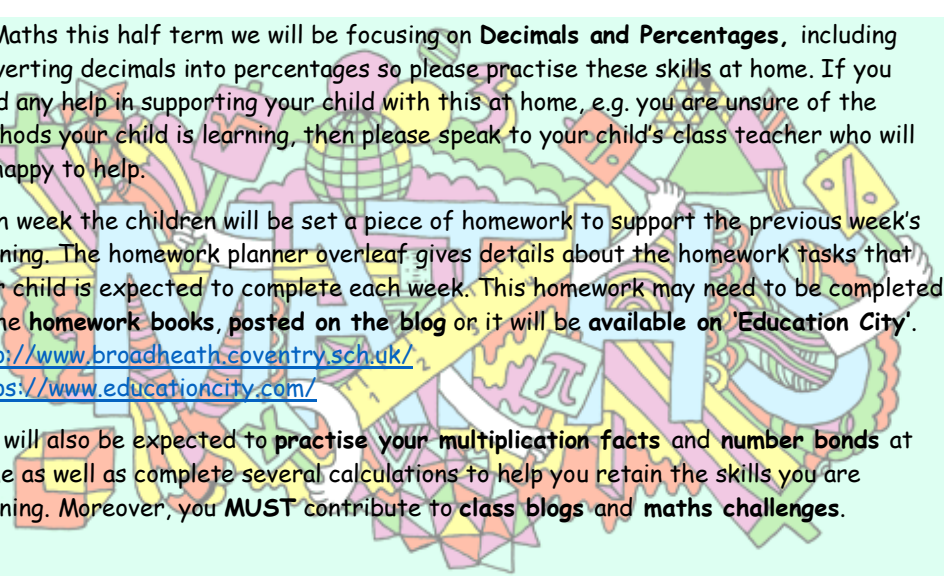 Maths this half term we will be focusing on Decimals and Percentages, including
verting decimals into percentages so please practise these skills at home. If you
d any help in supporting your child with this at home, e.g. you are unsure of the
hods your child is learning, then please speak to your child's class teacher who will
happy to help.
h week the children will be set a piece of homework to support the previous week's
ning. The homework planner overleaf gives details about the homework tasks that
r child is expected to complete each week. This homework may need to be completed
he homework books, posted on the blog or it will be available on 'Education City'.
p://www.broadheath.coventry.sch.uk/
ps://www.educationcity.com/
will also be expected to practise your multiplication facts and number bonds at
e as well as complete several calculations to help you retain the skills you are
ning. Moreover, you MUST contribute to class blogs and maths challenges.
MATHS
1 2 3
π
%